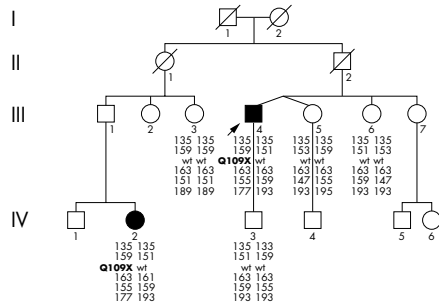 I
1 2
II
1 2
III
1 2 3 4 5 6 7
135 135 135 135 135 135 135 135
159 159 159 151 153 159 151 153
wt wt Q109X wt wt wt wt wt
163 163 163 163 163 163 163 163
151 151 155 159 147 155 159 147
189 189 177 193 193 195 193 193
IV
1 2 3 4 5 6
135 135 135 133
159 151 151 159
Q109X wt wt wt
163 161 163 163
159 155 159 159
177 193 193 193